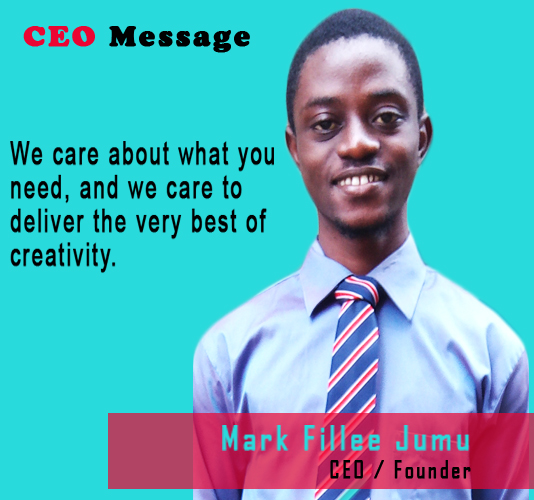 CEO Message
We care about what you
need, and we care to
deliver the very best of
creativity.
Mark Fillee Jumu
CEO / Founder